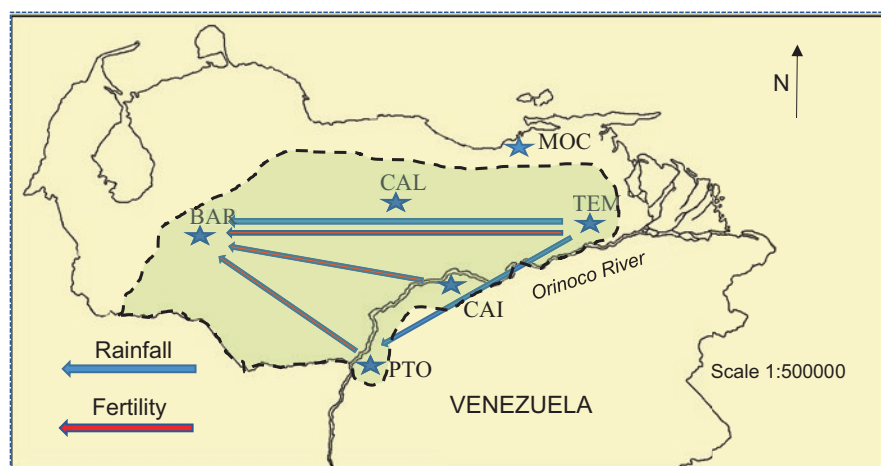 N
MOC
CAL
BAR
TEM
Orinoco River
CAI
Rainfall
PTO
Scale 1:500000
Fertility
VENEZUELA